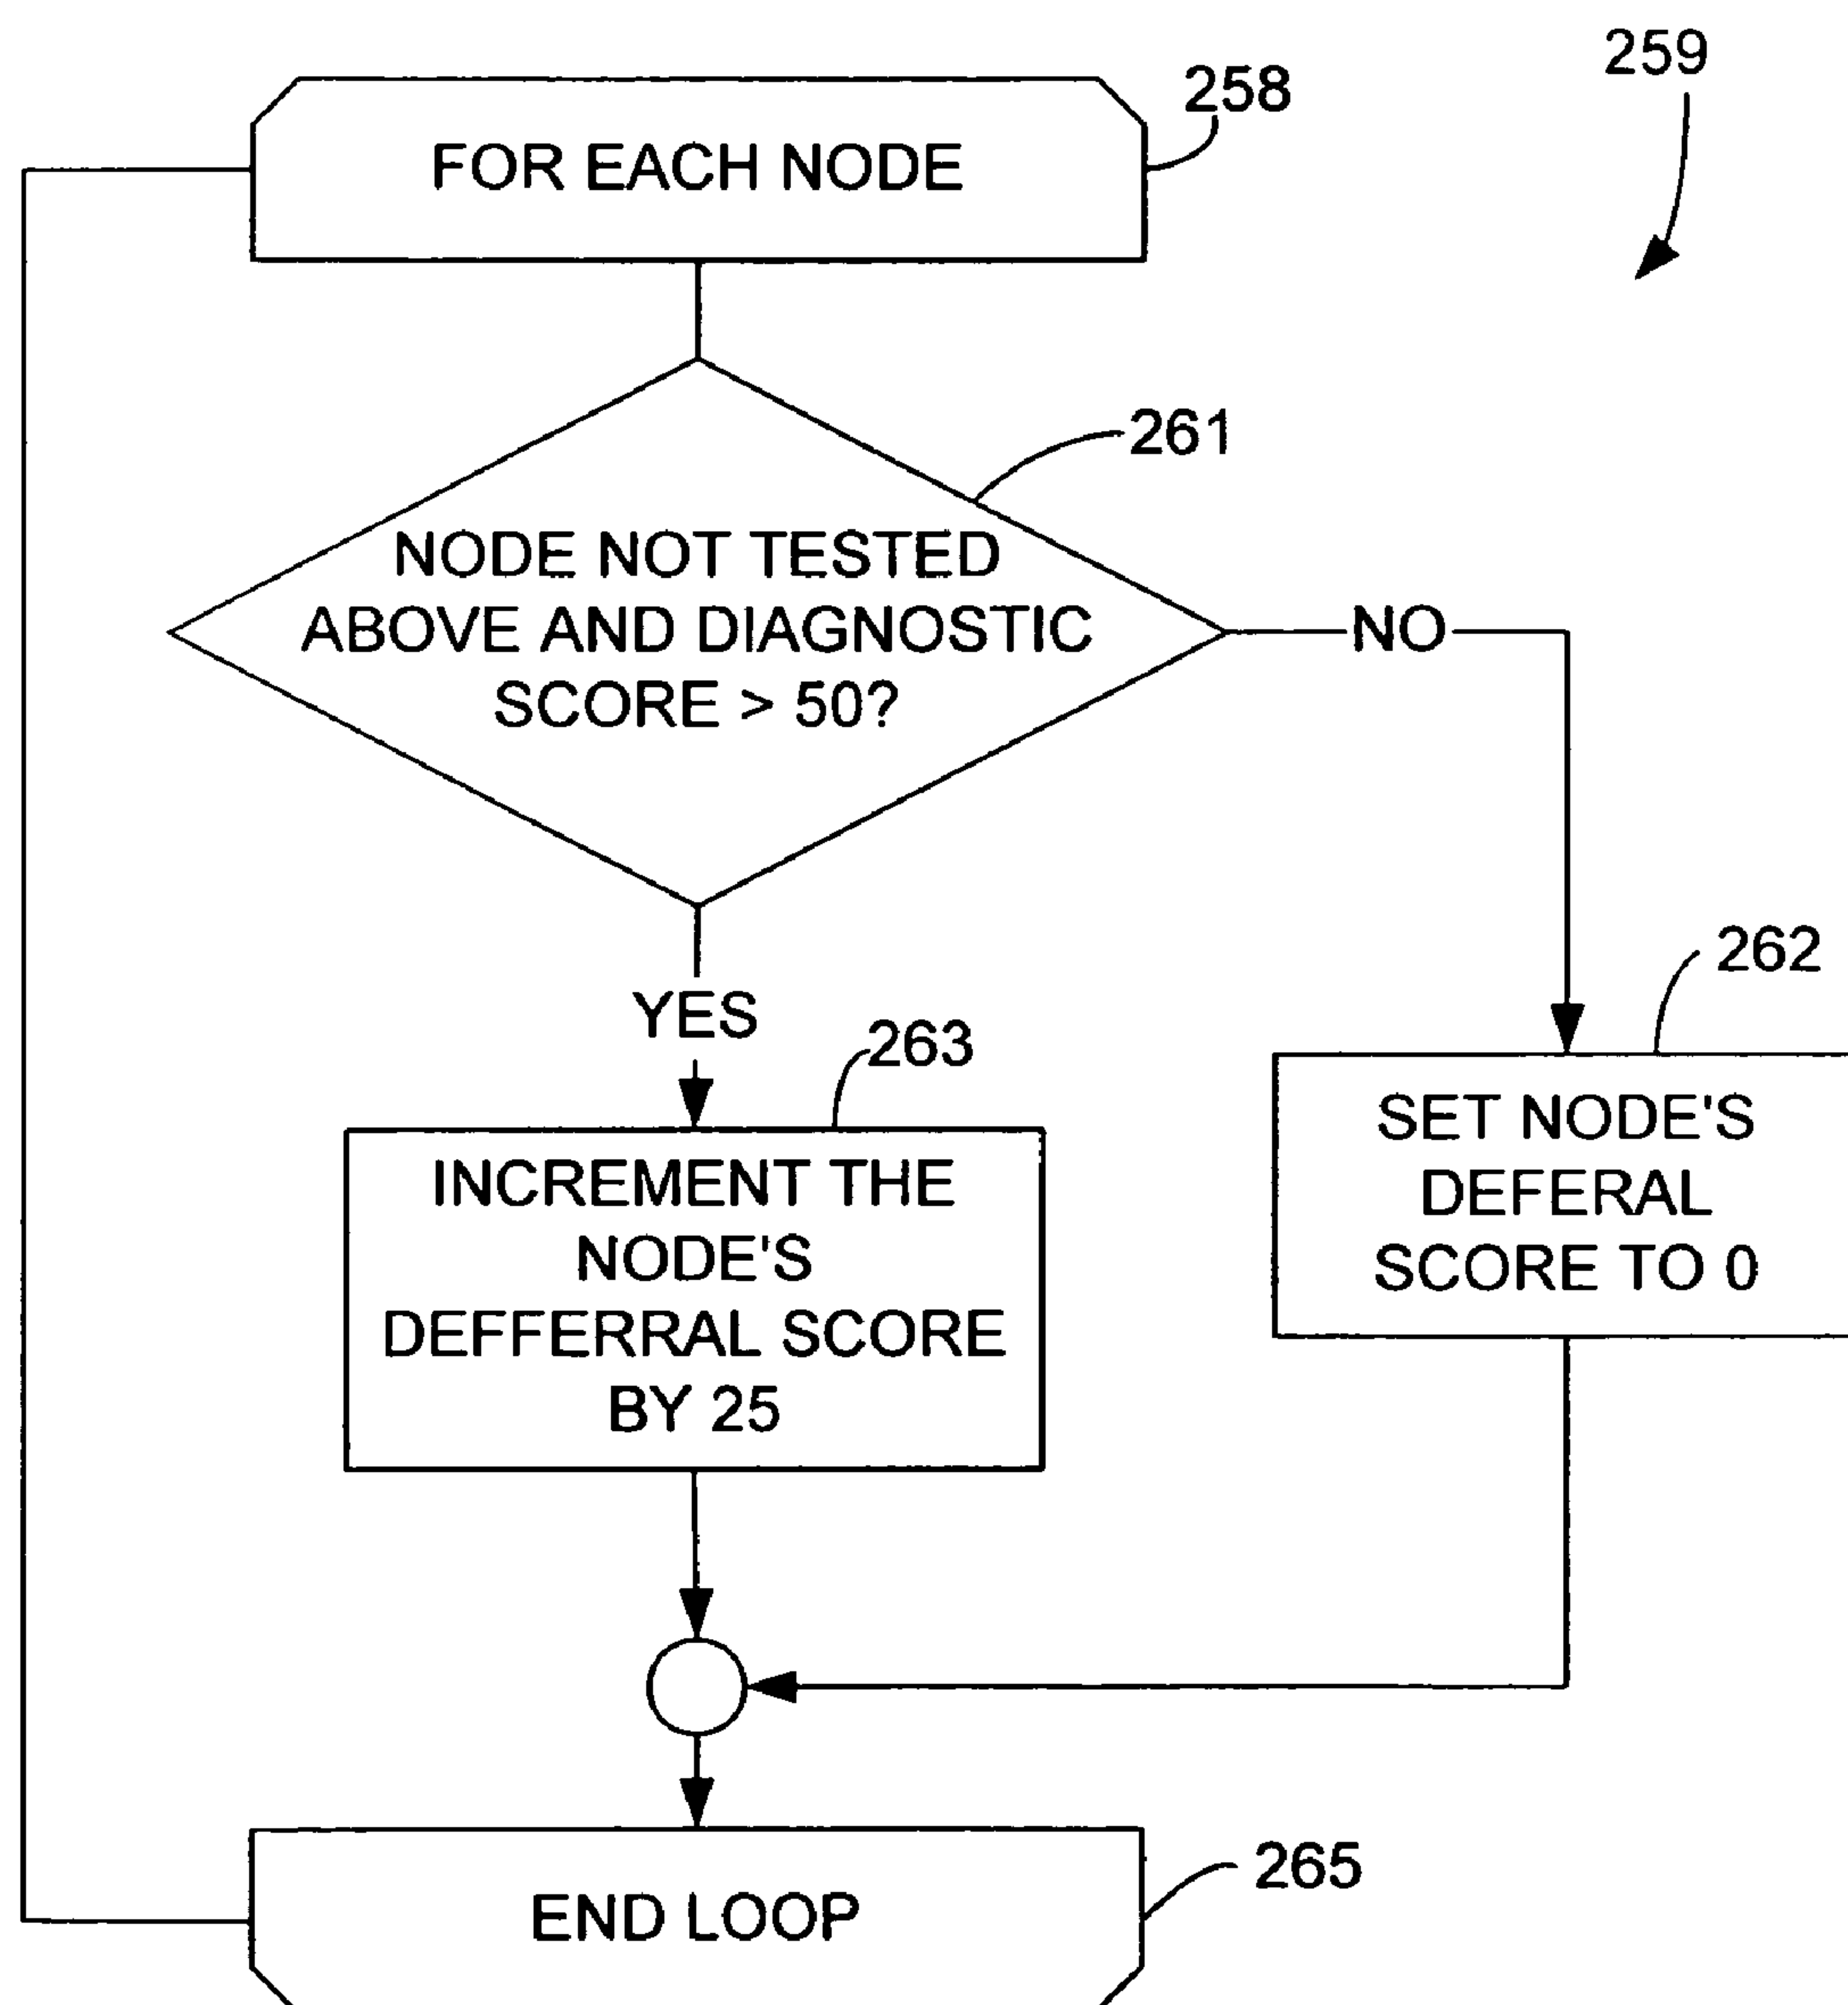 259
258
FOR EACH NODE
261
NODE NOT TESTED
ABOVE AND DIAGNOSTIC
SCORE > 50?
NO
YES
262
263
SET NODE'S
DEFERAL
SCORE TO 0
INCREMENT THE
NODE'S
DEFFERRAL SCORE
BY 25
265
END LOOP